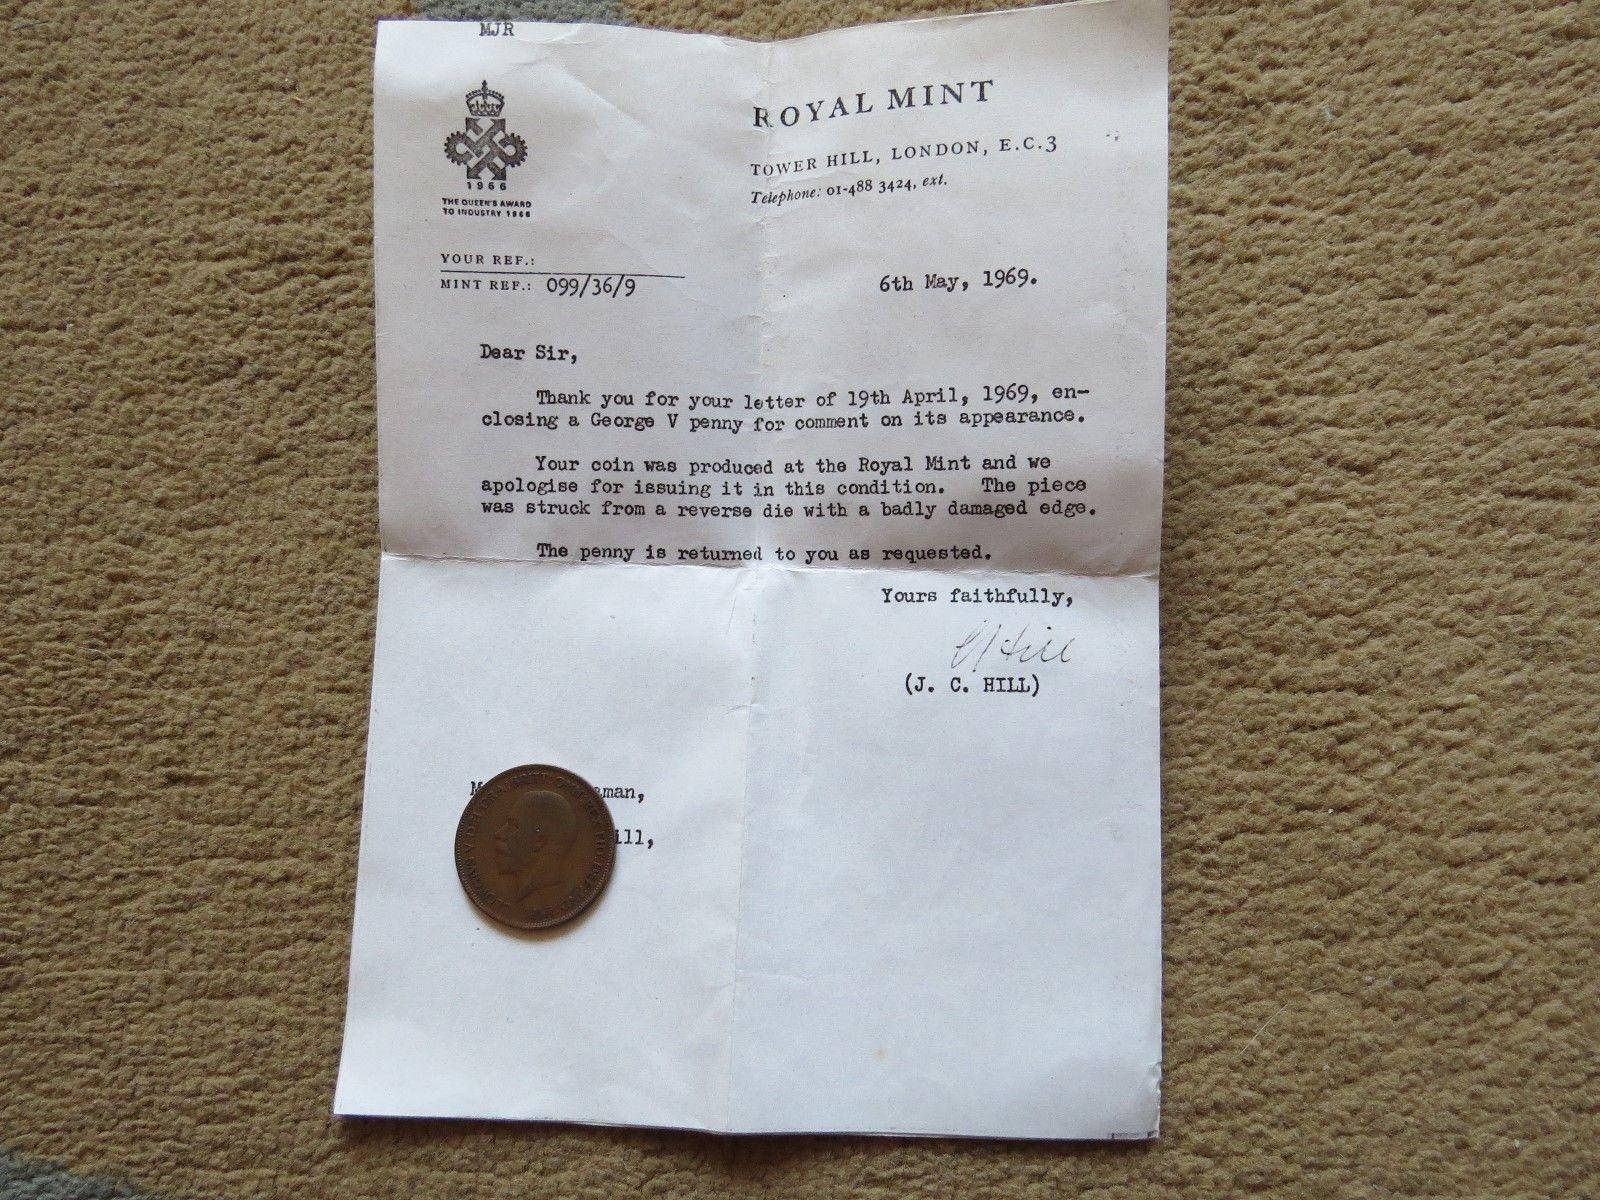 MJR
1966
THE QUEEN'S AWARD
TO INDUSTRY 1966
ROYAL MINT
TOWER HILL, LONDON, E.C.3
Telephone: 01-488 3424, ext.
YOUR REF.:
MINT REF.: 099/36/9
6th May, 1969.
Dear Sir,
Thank you for your letter of 19th April, 1969, en-
closing a George V penny for comment on its appearance.
Your coin was produced at the Royal Mint and we
apologise for issuing it in this condition. The piece
was struck from a reverse die with a badly damaged edge.
The penny is returned to you as requested.
Yours faithfully,
Hill
(J. C. HILL)